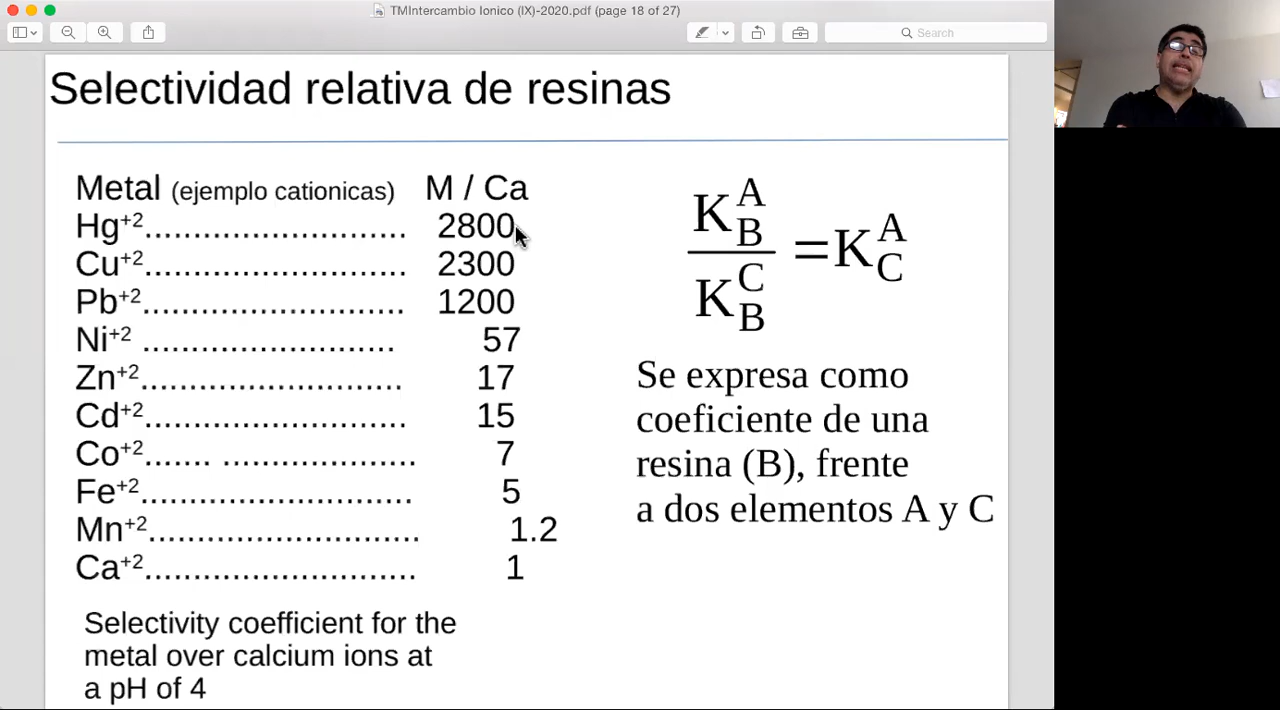 TMIntercambio Ionico (IX)-2020.pdf (page 18 of 27)
Search
Selectividad relativa de resinas
Metal (ejemplo cationicas) M / Ca
Hg+2........................... 2800
Cu+2........................... 2300
Pb+2........................... 1200
Ni+2 .......................... 57
Zn+2........................... 17
Cd+2........................... 15
Co+2....... .................... 7
Fe+2............................ 5
Mn+2............................ 1.2
Ca+2............................ 1
Selectivity coefficient for the
metal over calcium ions at
a pH of 4
K A B / K C B = K A C
Se expresa como
coeficiente de una
resina (B), frente
a dos elementos A y C